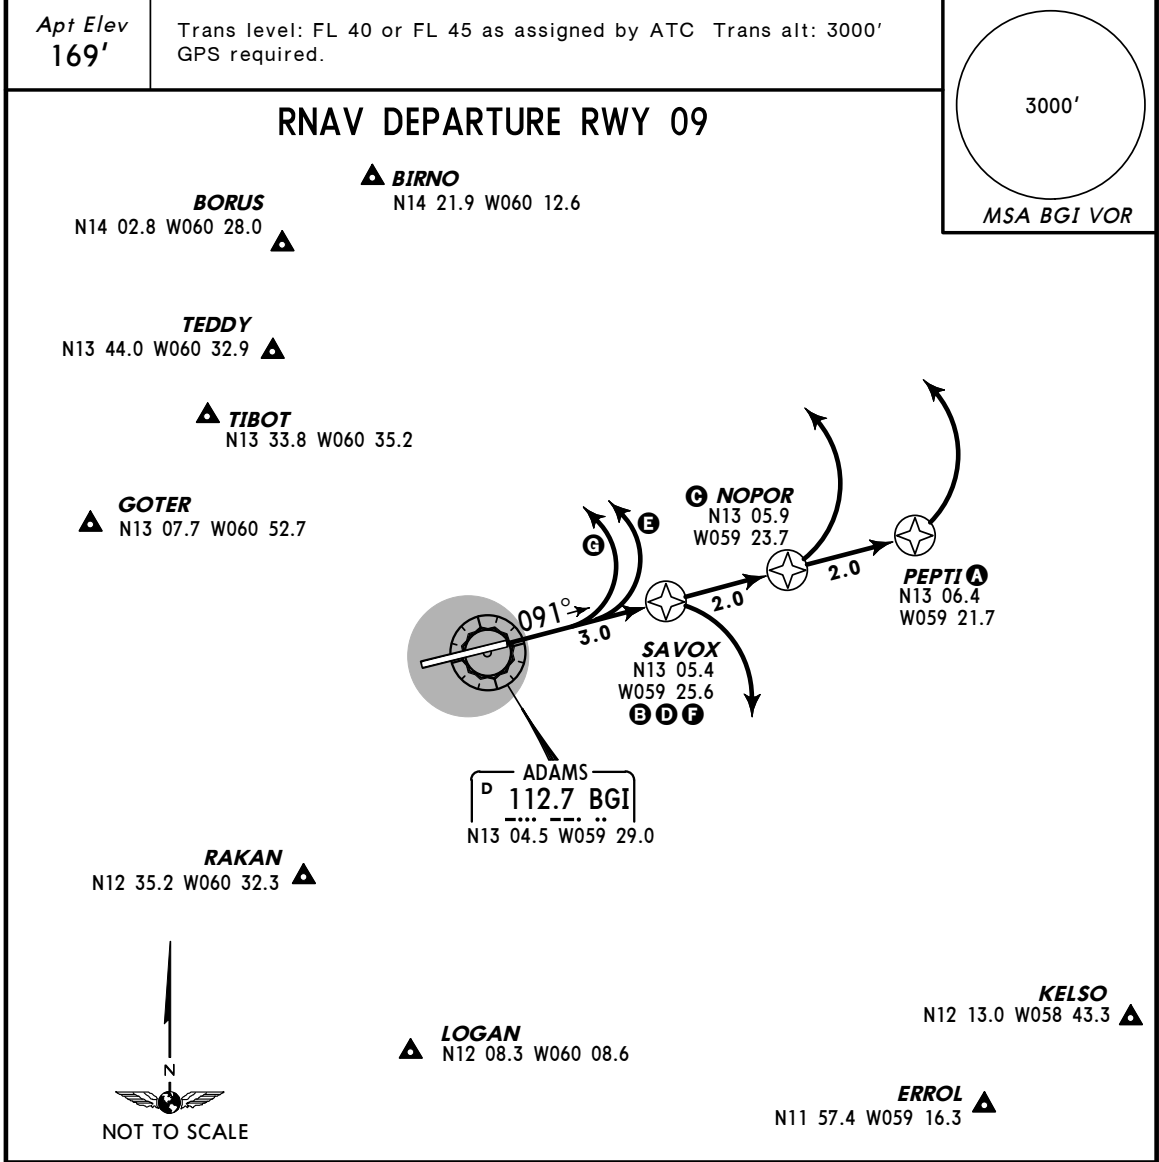 Apt Elev
169'
Trans level: FL 40 or FL 45 as assigned by ATC Trans alt: 3000'
GPS required.
3000'
MSA BGI VOR
RNAV DEPARTURE RWY 09
BIRNO
N14 21.9 W060 12.6
BORUS
N14 02.8 W060 28.0
TEDDY
N13 44.0 W060 32.9
TIBOT
N13 33.8 W060 35.2
GOTER
N13 07.7 W060 52.7
G
E
C NOPOR
N13 05.9
W059 23.7
PEPTI A
N13 06.4
W059 21.7
091°
3.0
2.0
2.0
SAVOX
N13 05.4
W059 25.6
B D F
ADAMS
D 112.7 BGI
N13 04.5 W059 29.0
RAKAN
N12 35.2 W060 32.3
KELSO
N12 13.0 W058 43.3
LOGAN
N12 08.3 W060 08.6
ERROL
N11 57.4 W059 16.3
N
NOT TO SCALE